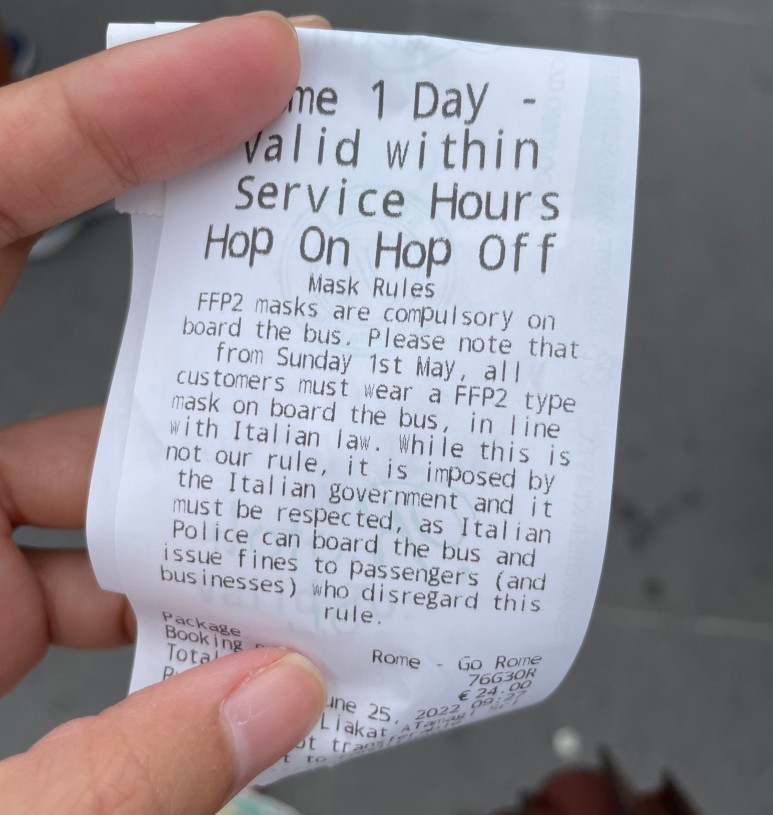 me 1 Day -
Valid within
Service Hours
Hop On Hop Off
Mask Rules
FFP2 masks are compulsory on
board the bus. Please note that
from Sunday 1st May, all
customers must wear a FFP2 type
mask on board the bus, in line
with Italian law. While this is
not our rule, it is imposed by
the Italian government and it
must be respected, as Italian
Police can board the bus and
issue fines to passengers (and
businesses) who disregard this
rule.
Package Rome - Go Rome
Booking 76G30R
Total € 24.00
une 25, 2022 09:27
Liakat